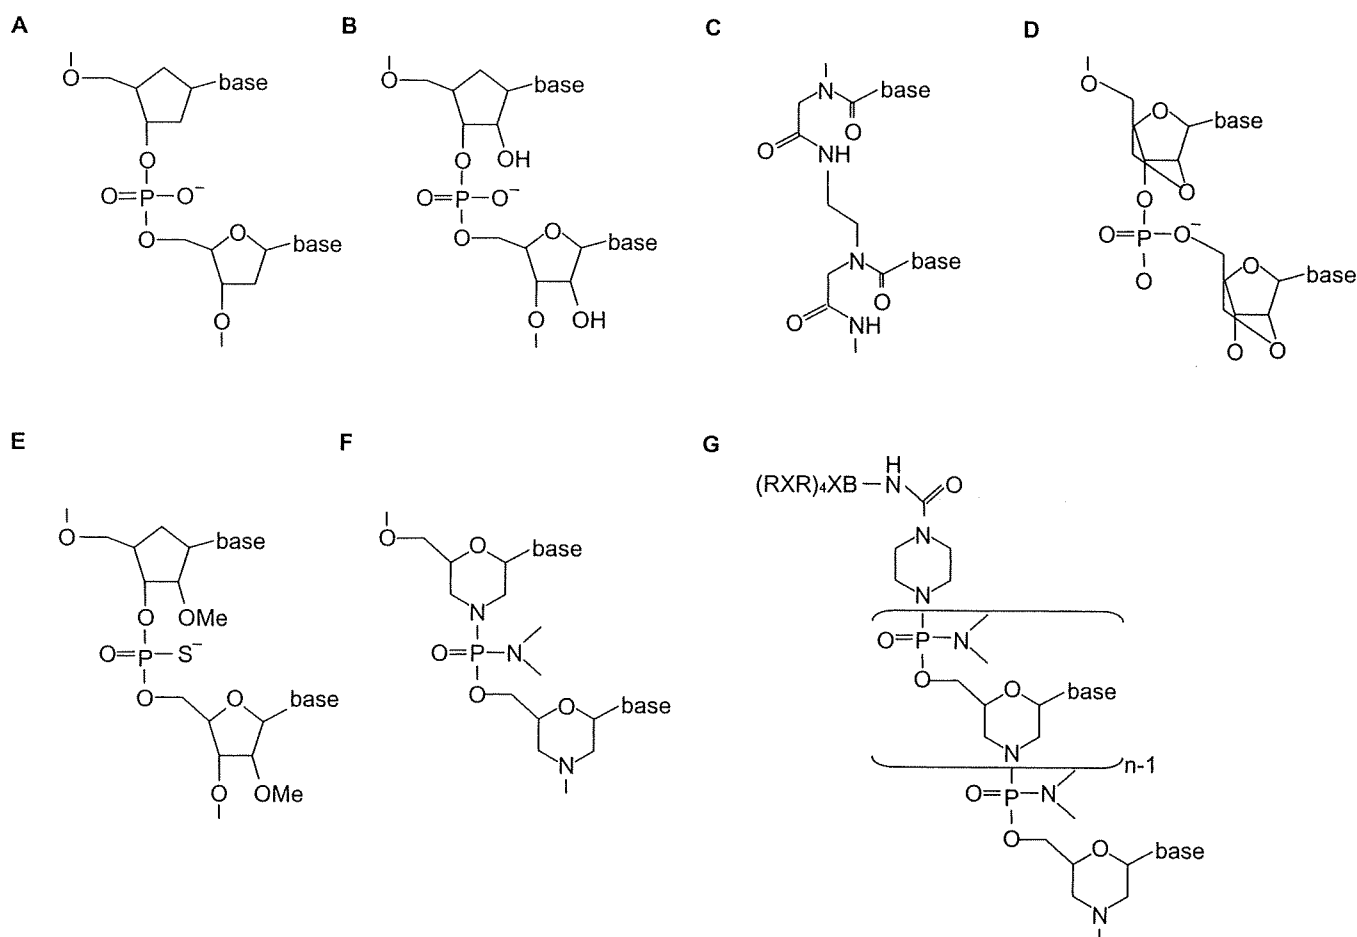 A
O
base
O
O=P–O⁻
O
O
base
O
B
O
base
O
OH
O=P–O⁻
O
O
base
O
OH
C
N
base
O
O
NH
N
base
O
O
NH
D
O
O
base
O
O
O=P–O⁻
O
O
base
O
O
E
O
base
O
OMe
O=P–S⁻
O
O
base
O
OMe
F
O
O
base
N
O=P–N
O
O
base
N
G
(RXR)₄XB–N
H
O
N
N
O=P–N
O
O
base
N
n-1
O=P–N
O
O
base
N